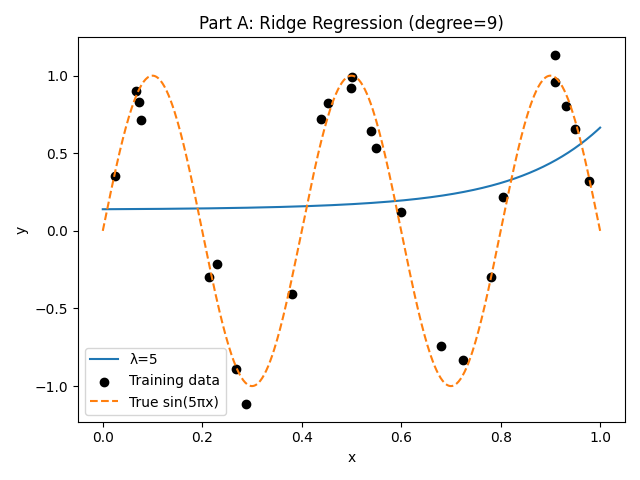 Part A: Ridge Regression (degree=9)
y
1.0
0.5
0.0
−0.5
−1.0
λ=5
Training data
True sin(5πx)
0.0 0.2 0.4 0.6 0.8 1.0
x